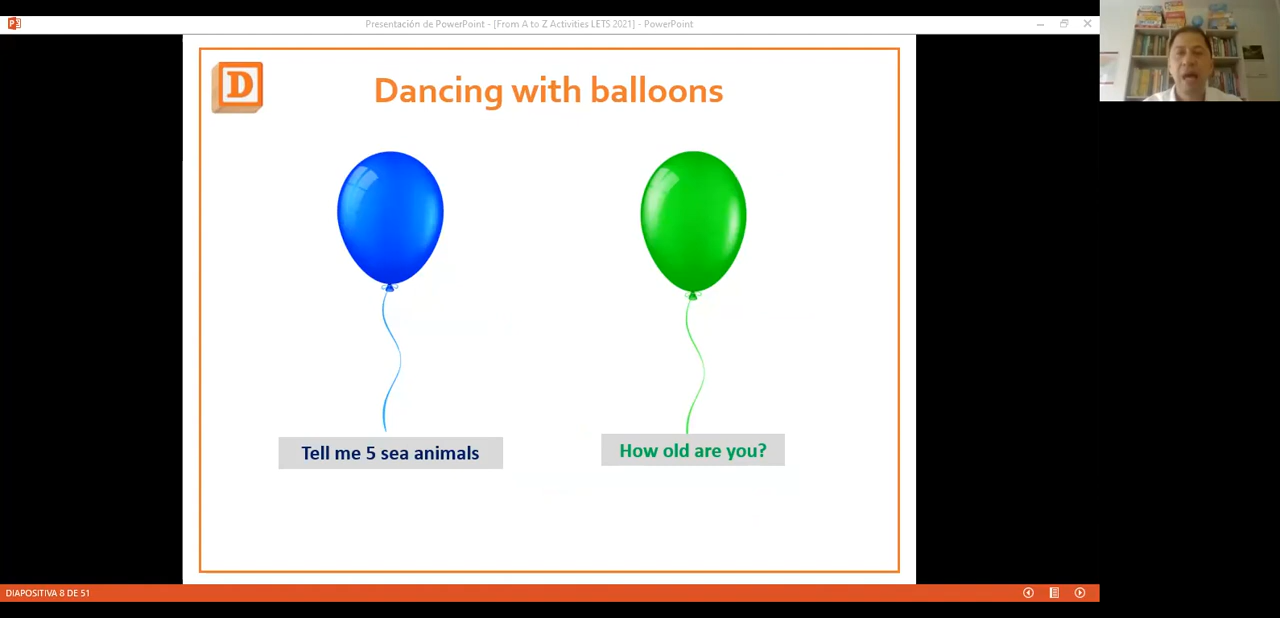 Presentación de PowerPoint - [From A to Z Activities LETS 2021] - PowerPoint
D
Dancing with balloons
Tell me 5 sea animals
How old are you?
DIAPOSITIVA 8 DE 51